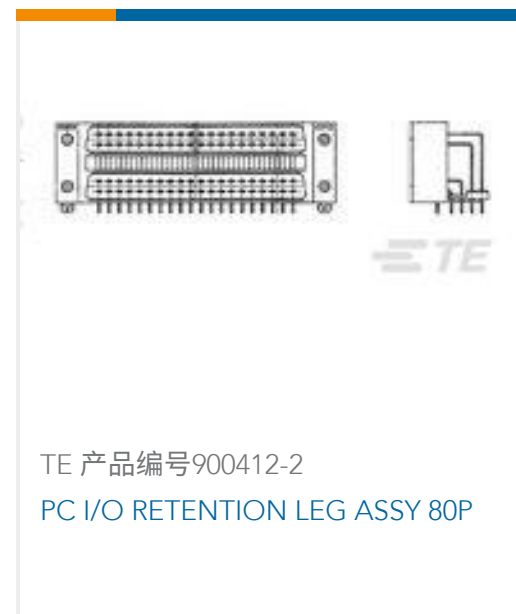 TE
TE 产品编号900412-2
PC I/O RETENTION LEG ASSY 80P